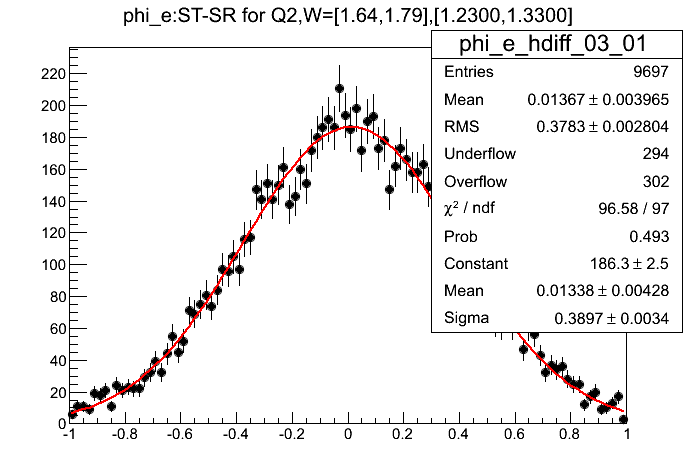 phi_e:ST-SR for Q2,W=[1.64,1.79],[1.2300,1.3300]
phi_e_hdiff_03_01
Entries 9697
Mean 0.01367 ± 0.003965
RMS 0.3783 ± 0.002804
Underflow 294
Overflow 302
χ² / ndf 96.58 / 97
Prob 0.493
Constant 186.3 ± 2.5
Mean 0.01338 ± 0.00428
Sigma 0.3897 ± 0.0034
220
200
180
160
140
120
100
80
60
40
20
0
-1 -0.8 -0.6 -0.4 -0.2 0 0.2 0.4 0.6 0.8 1